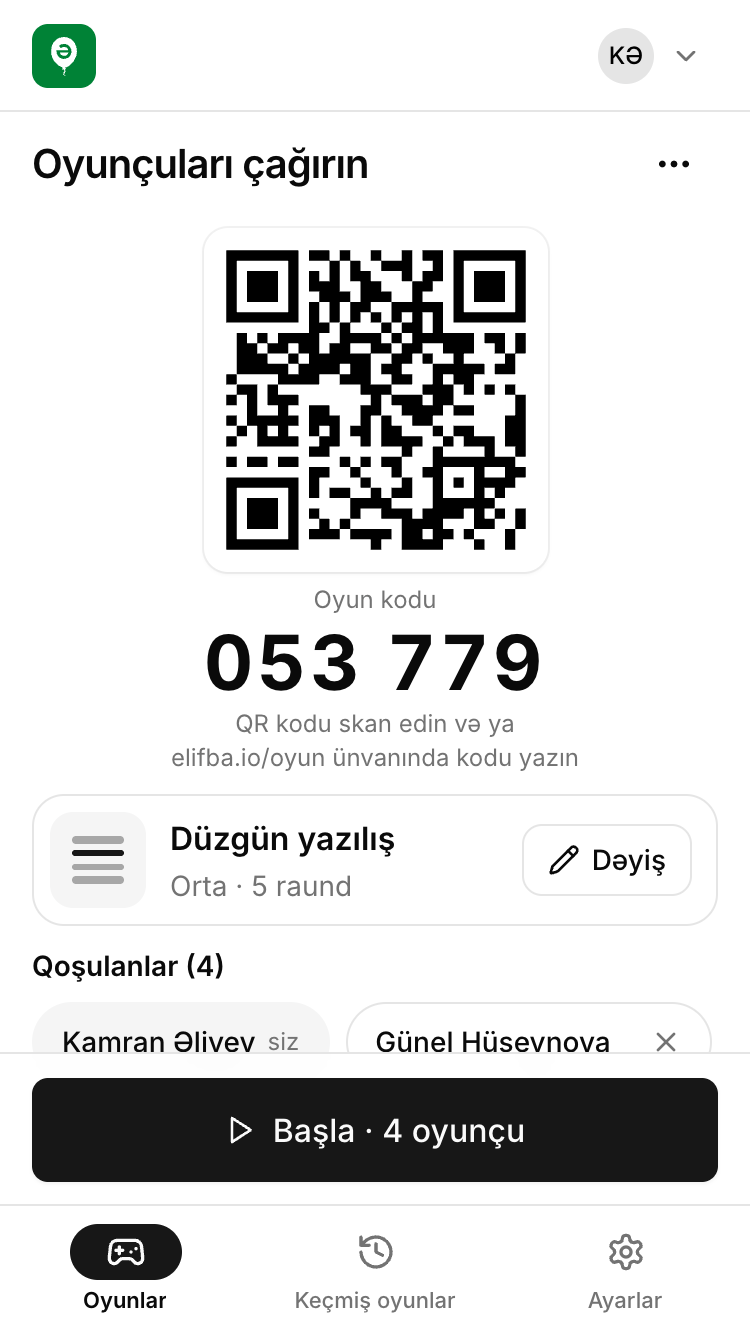 ə
KƏ
Oyunçuları çağırın
Oyun kodu
053 779
QR kodu skan edin və ya
elifba.io/oyun ünvanında kodu yazın
Düzgün yazılış
Orta · 5 raund
Dəyiş
Qoşulanlar (4)
Kamran Əliyev siz
Günel Hüseynova
Başla · 4 oyunçu
Oyunlar
Keçmiş oyunlar
Ayarlar